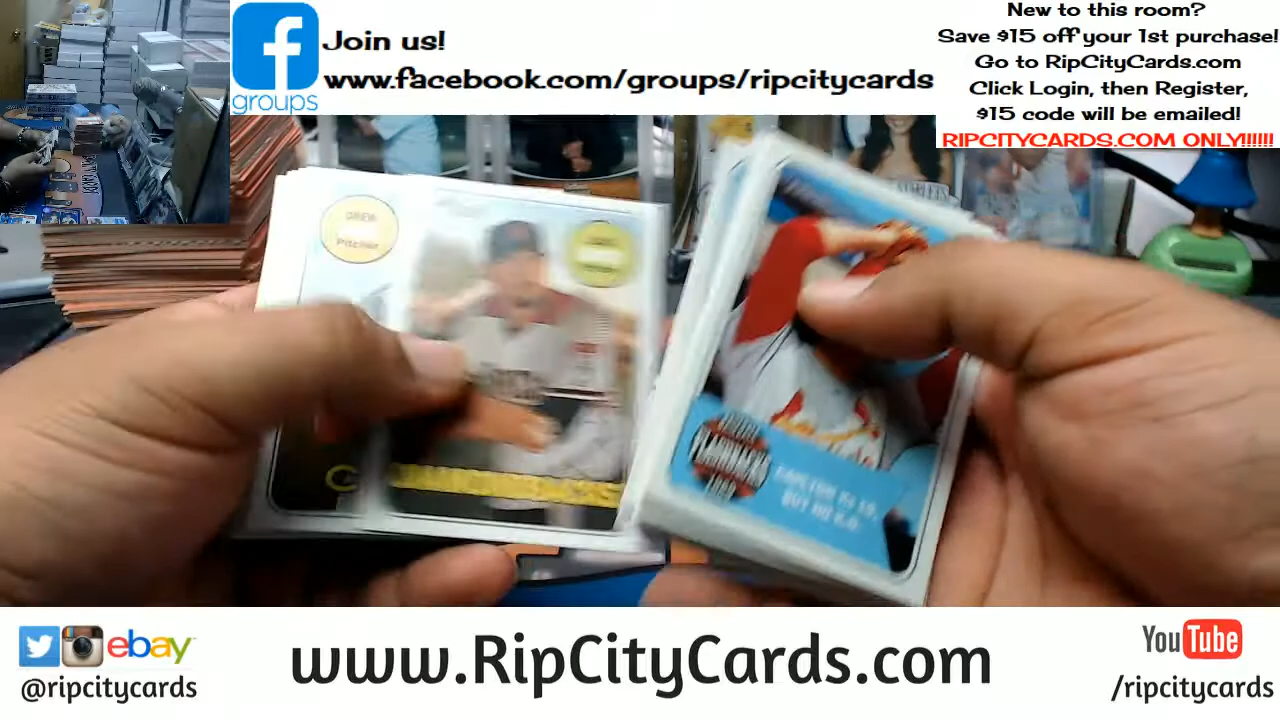 Join us!
www.facebook.com/groups/ripcitycards
f
groups
New to this room?
Save $15 off your 1st purchase!
Go to RipCityCards.com
Click Login, then Register,
$15 code will be emailed!
RIPCITYCARDS.COM ONLY!!!!!!
Pitcher
ebay
@ripcitycards
www.RipCityCards.com
YouTube
/ripcitycards